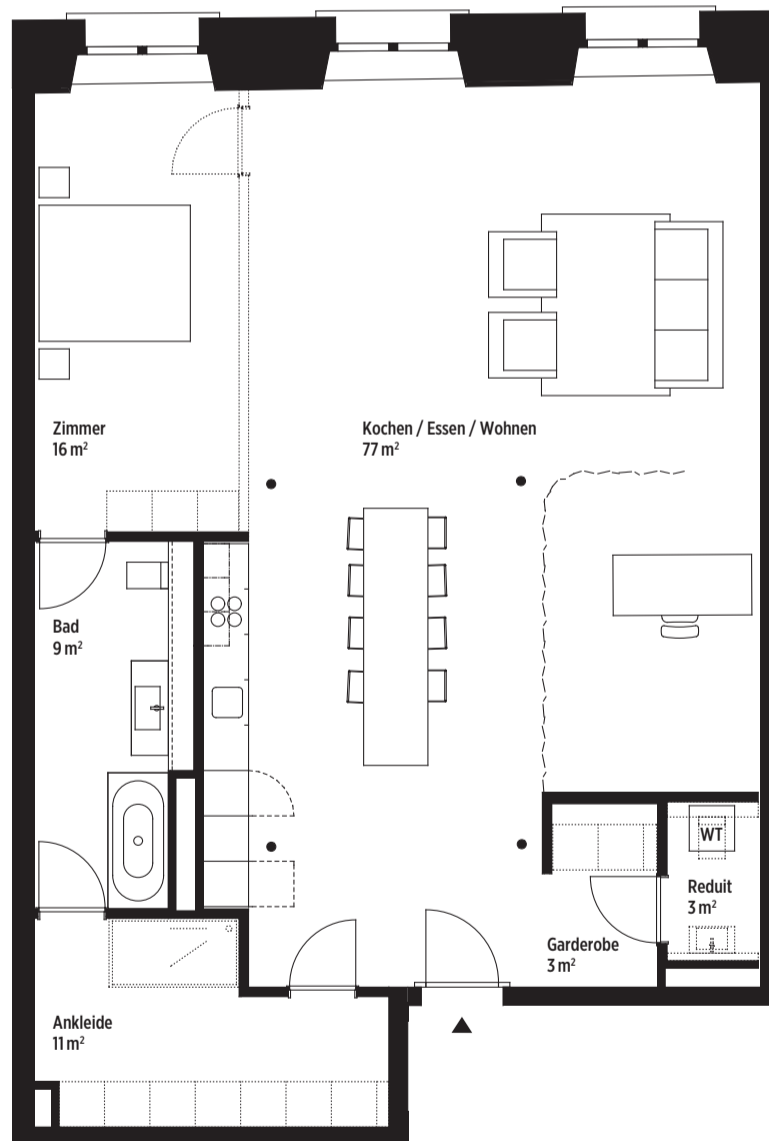 Zimmer
16 m²
Kochen / Essen / Wohnen
77 m²
Bad
9 m²
WT
Reduit
3 m²
Garderobe
3 m²
Ankleide
11 m²